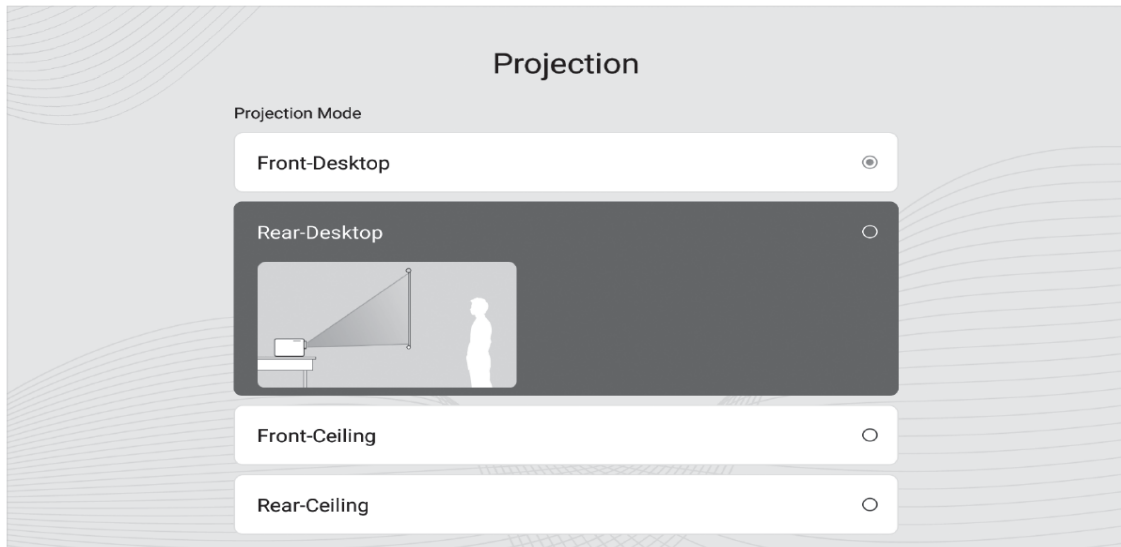 Projection
Projection Mode
Front-Desktop
Rear-Desktop
Front-Ceiling
Rear-Ceiling